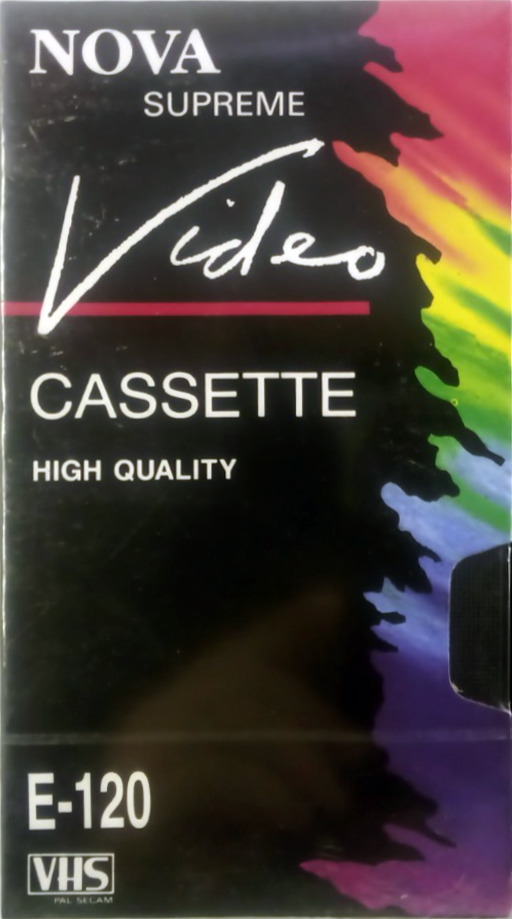 NOVA
SUPREME
Video
CASSETTE
HIGH QUALITY
E-120
VHS
PAL SECAM